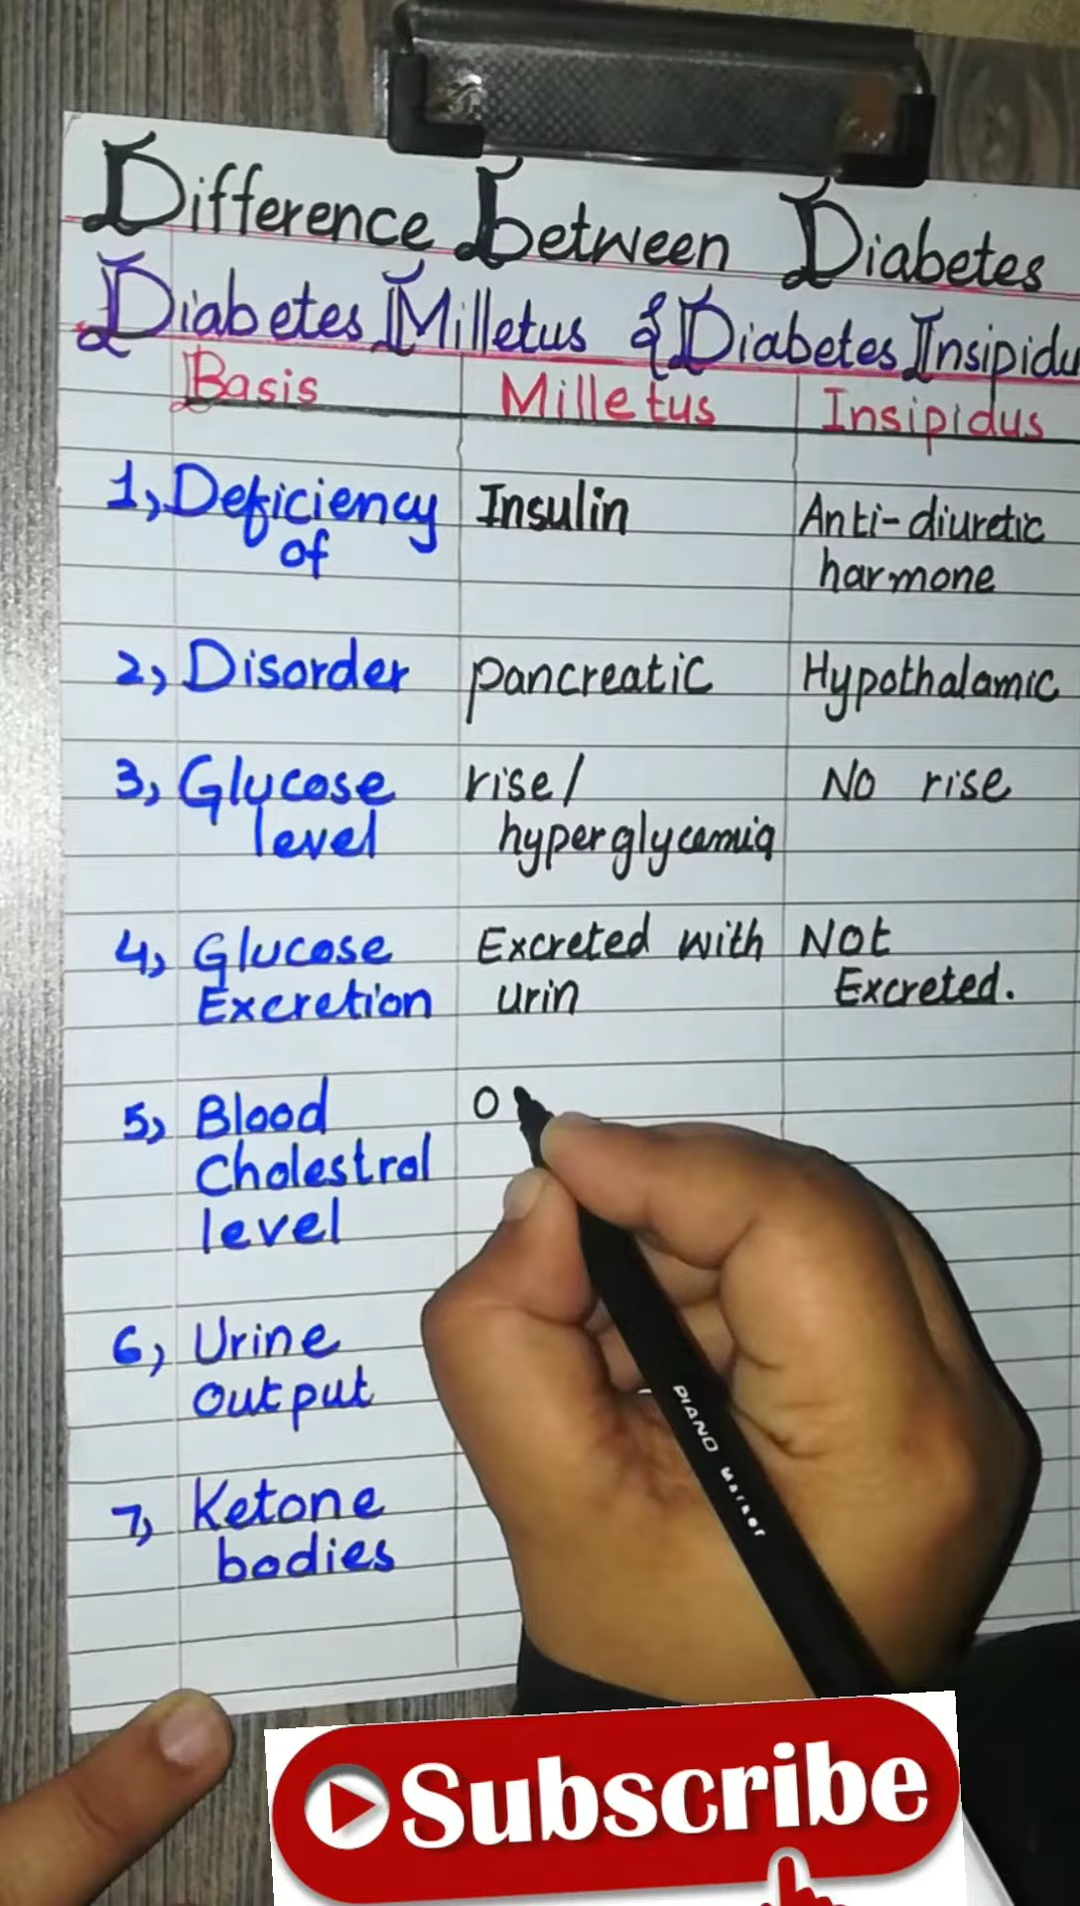 Difference between Diabetes
Diabetes Milletus & Diabetes Insipidu
Basis Milletus Insipidus
1, Deficiency of Insulin Anti-diuretic harmone
2, Disorder pancreatic Hypothalamic
3, Glucose level rise/ hyperglycemia No rise
4, Glucose Excretion Excreted with urin Not Excreted.
5, Blood Cholestral level O
6, Urine output
7, Ketone bodies
PIANO Marker
Subscribe